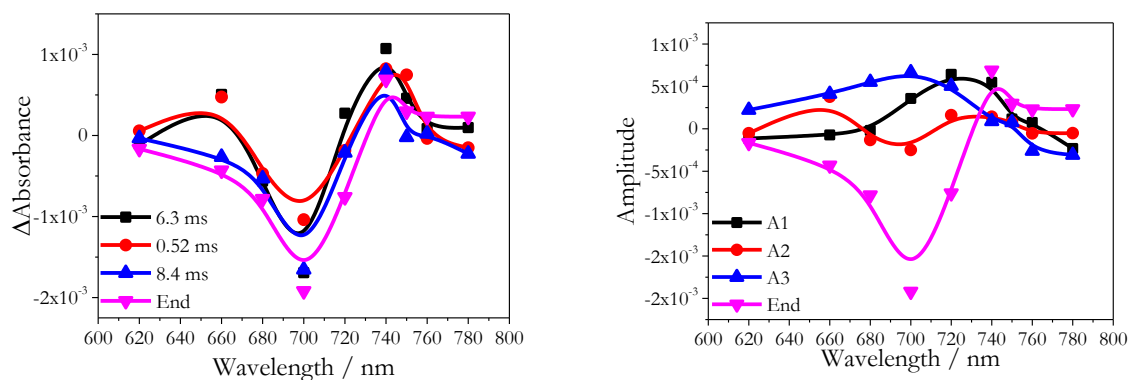 ΔAbsorbance
1x10⁻³
0
-1x10⁻³
-2x10⁻³
6.3 ms
0.52 ms
8.4 ms
End
600 620 640 660 680 700 720 740 760 780 800
Wavelength / nm
Amplitude
1x10⁻³
5x10⁻⁴
0
-5x10⁻⁴
-1x10⁻³
-2x10⁻³
-2x10⁻³
A1
A2
A3
End
600 620 640 660 680 700 720 740 760 780 800
Wavelength / nm